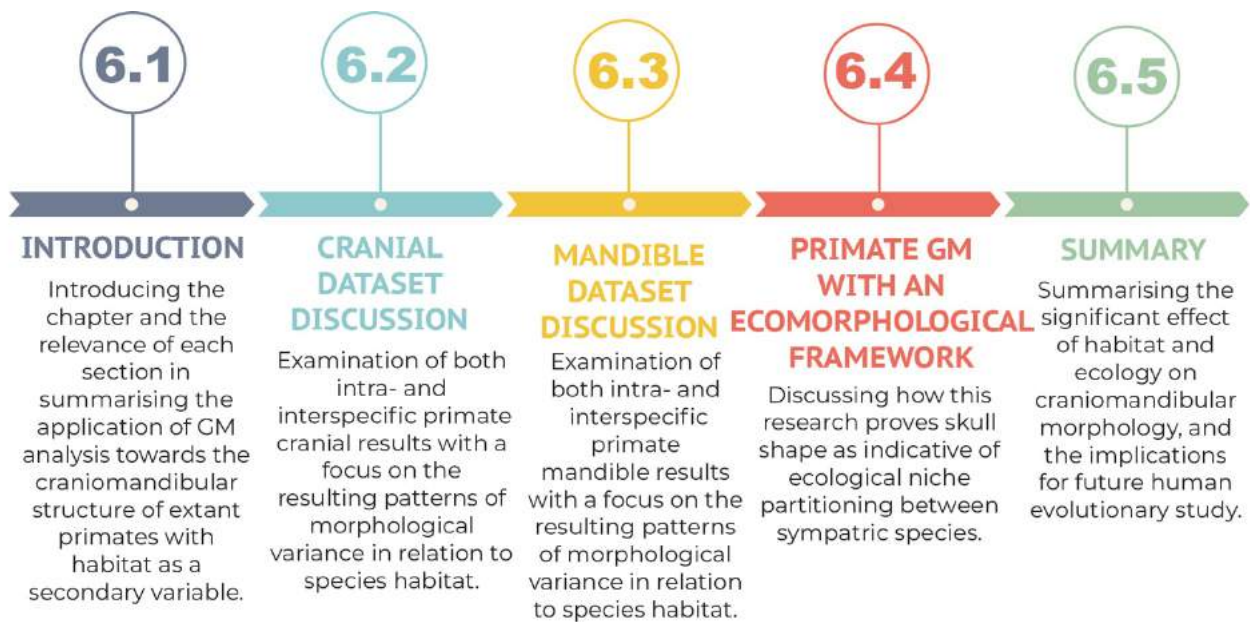 6.1
INTRODUCTION
Introducing the
chapter and the
relevance of each
section in
summarising the
application of GM
analysis towards the
craniomandibular
structure of extant
primates with
habitat as a
secondary variable.
6.2
CRANIAL
DATASET
DISCUSSION
Examination of both
intra- and
interspecific primate
cranial results with a
focus on the
resulting patterns of
morphological
variance in relation to
species habitat.
6.3
MANDIBLE
DATASET
DISCUSSION
Examination of
both intra- and
interspecific
primate
mandible results
with a focus on the
resulting patterns
of morphological
variance in relation
to species habitat.
6.4
PRIMATE GM
WITH AN
ECOMORPHOLOGICAL
FRAMEWORK
Discussing how this
research proves skull
shape as indicative of
ecological niche
partitioning between
sympatric species.
6.5
SUMMARY
Summarising the
significant effect
of habitat and
ecology on
craniomandibular
morphology, and
the implications
for future human
evolutionary study.